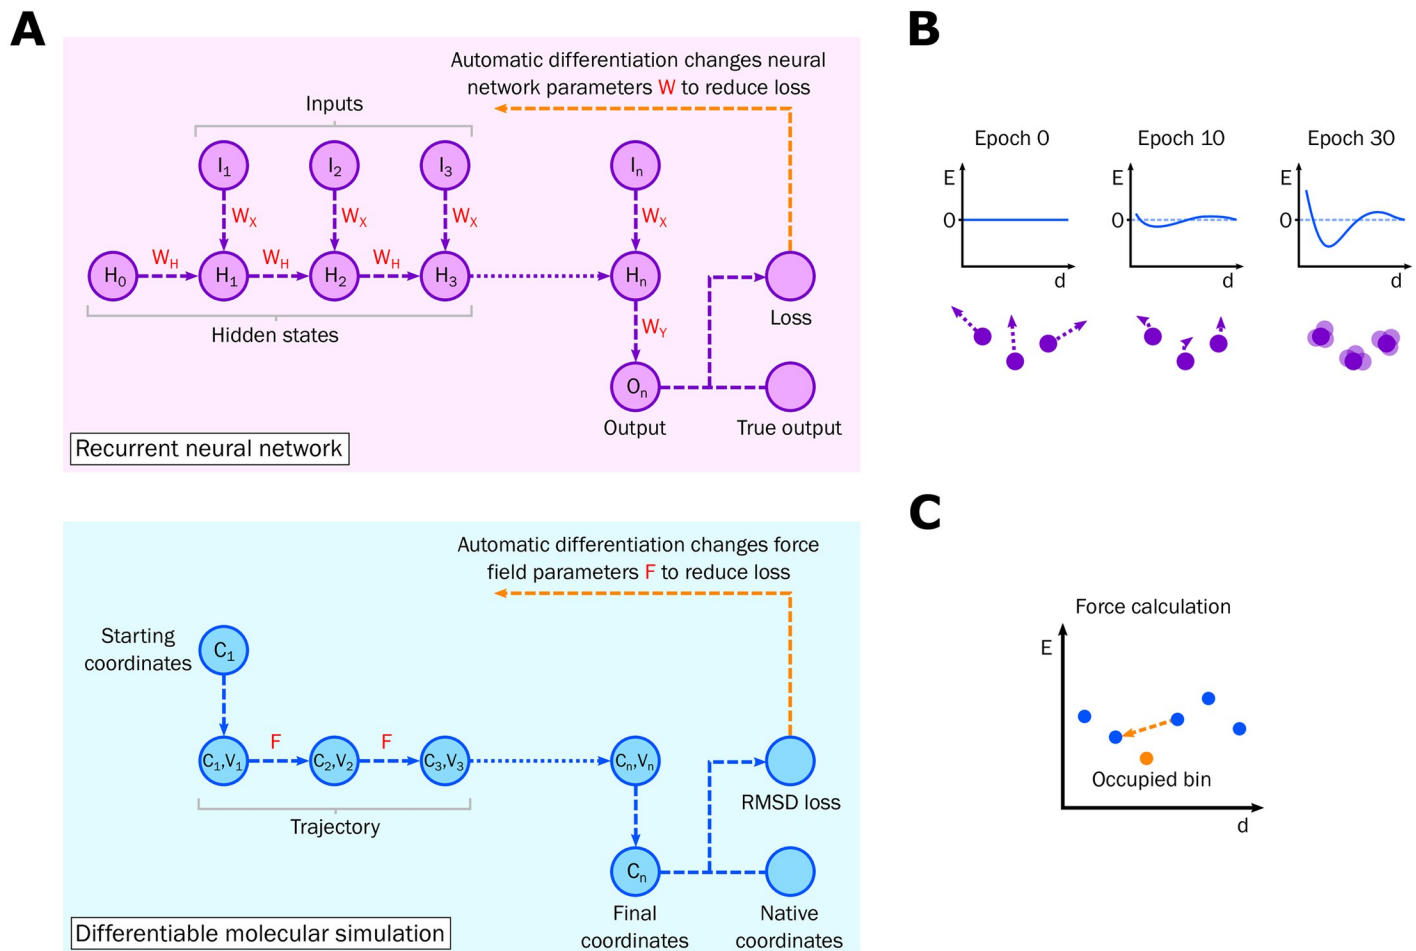 A
Automatic differentiation changes neural
network parameters W to reduce loss
Inputs
I1 I2 I3 In
WX WX WX WX
WH WH WH
H0 H1 H2 H3 Hn
Loss
Hidden states
WY
On
Output True output
Recurrent neural network
Automatic differentiation changes force
field parameters F to reduce loss
Starting
coordinates
C1
F F
C1,V1 C2,V2 C3,V3 Cn,Vn
RMSD loss
Trajectory
Cn
Final
coordinates
Native
coordinates
Differentiable molecular simulation
B
Epoch 0 Epoch 10 Epoch 30
E E E
0 0 0
d d d
C
Force calculation
E
Occupied bin
d